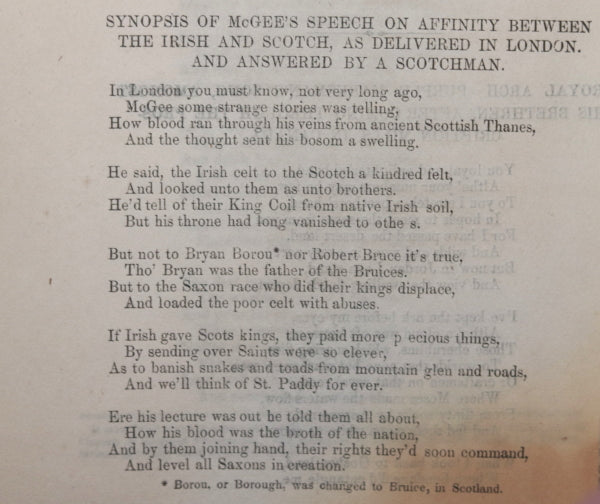 SYNOPSIS OF McGEE'S SPEECH ON AFFINITY BETWEEN
THE IRISH AND SCOTCH, AS DELIVERED IN LONDON.
AND ANSWERED BY A SCOTCHMAN.
In London you must know, not very long ago,
McGee some strange stories was telling,
How blood ran through his veins from ancient Scottish Thanes,
And the thought sent his bosom a swelling.
He said, the Irish celt to the Scotch a kindred felt,
And looked unto them as unto brothers.
He'd tell of their King Coil from native Irish soil,
But his throne had long vanished to othe s.
But not to Bryan Borou* nor Robert Bruce it's true,
Tho' Bryan was the father of the Bruices.
But to the Saxon race who did their kings displace,
And loaded the poor celt with abuses.
If Irish gave Scots kings, they paid more p ecious things,
By sending over Saints were so clever,
As to banish snakes and toads from mountain glen and roads,
And we'll think of St. Paddy for ever.
Ere his lecture was out he told them all about,
How his blood was the broth of the nation,
And by them joining hand, their rights they'd soon command,
And level all Saxons in creation.
* Borou, or Borough, was changed to Bruice, in Scotland.